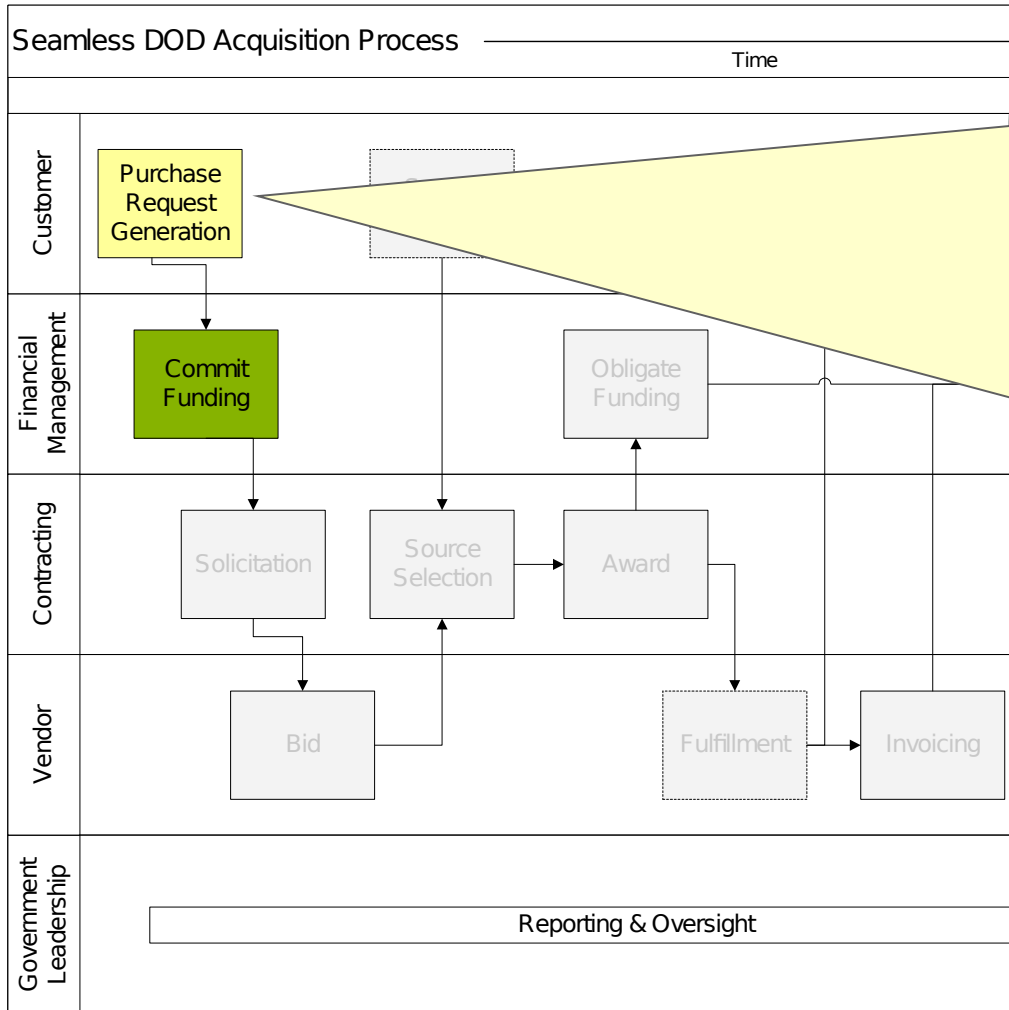 Seamless DOD Acquisition Process
Time
Customer
Purchase
Request
Generation
Financial
Management
Commit
Funding
Obligate
Funding
Contracting
Solicitation
Source
Selection
Award
Vendor
Bid
Fulfillment
Invoicing
Government
Leadership
Reporting & Oversight